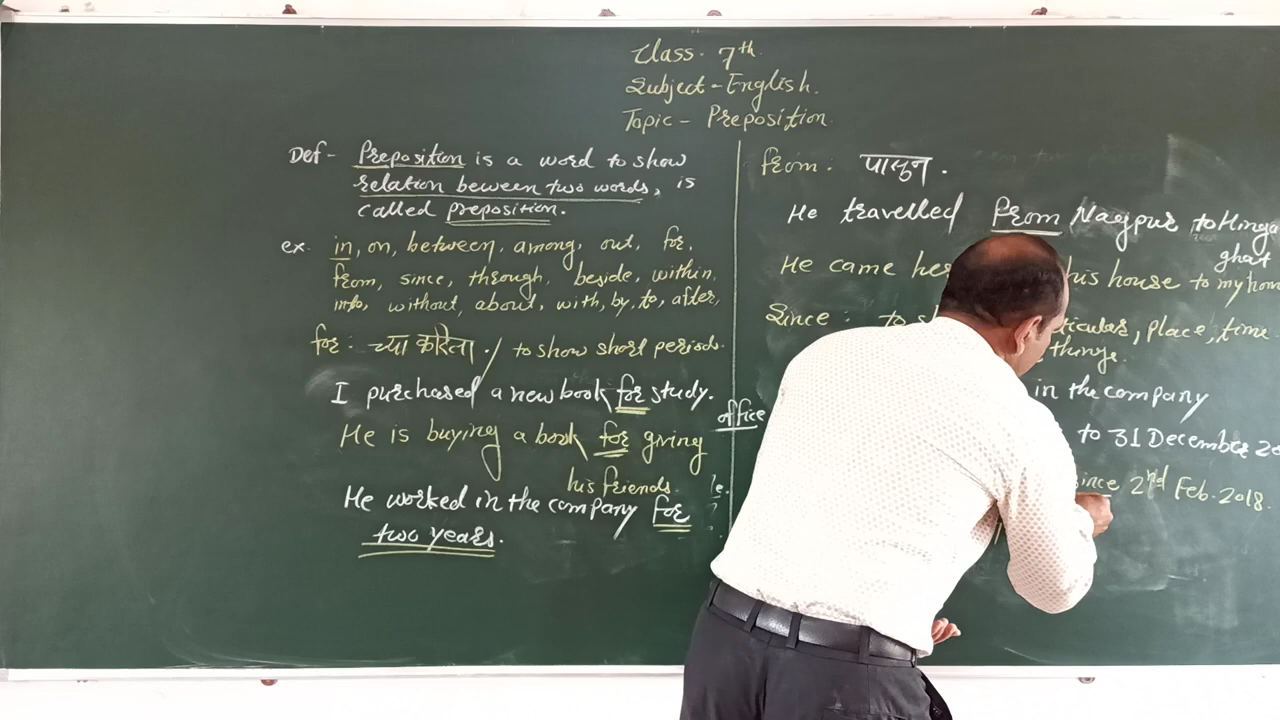 Class. 7th.
Subject - English.
Topic - Preposition.
Def - Preposition is a word to show
relation beween two words, is
called preposition.
ex. in, on, between, among, out, for,
from, since, through, beside, within,
into, without, about, with, by, to, after,
for: च्या करिता. / to show short periods.
I purchased a new book for study.
He is buying a book for giving
his friends.
He worked in the company for
two years.
office
from: पासून.
He travelled From Nagpur to Hinga
ghat
He came his house to my hom
Since: to place, time
things.
in the company
to 31 December 20
since 2nd Feb. 2018.